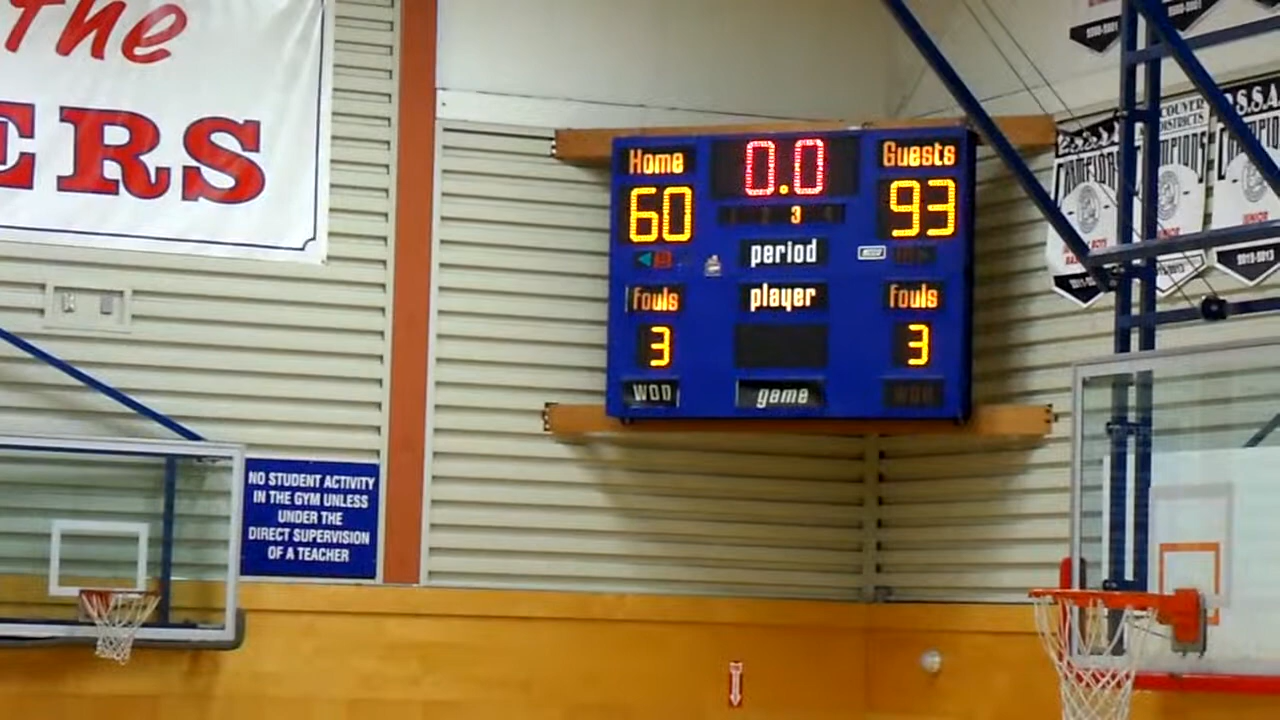 the
ERS
Home 0.0 Guests
60 3 93
period
Fouls player Fouls
3 3
game
NO STUDENT ACTIVITY
IN THE GYM UNLESS
UNDER THE
DIRECT SUPERVISION
OF A TEACHER